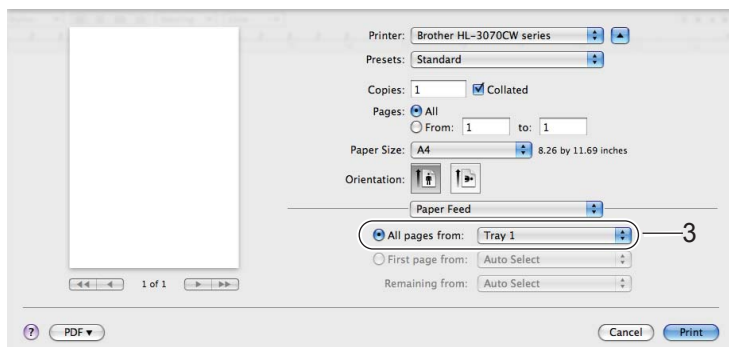 Printer: Brother HL-3070CW series
Presets: Standard
Copies: 1 Collated
Pages: All
From: 1 to: 1
Paper Size: A4 8.26 by 11.69 inches
Orientation:
Paper Feed
All pages from: Tray 1 3
First page from: Auto Select
1 of 1 Remaining from: Auto Select
? PDF ▾ Cancel Print